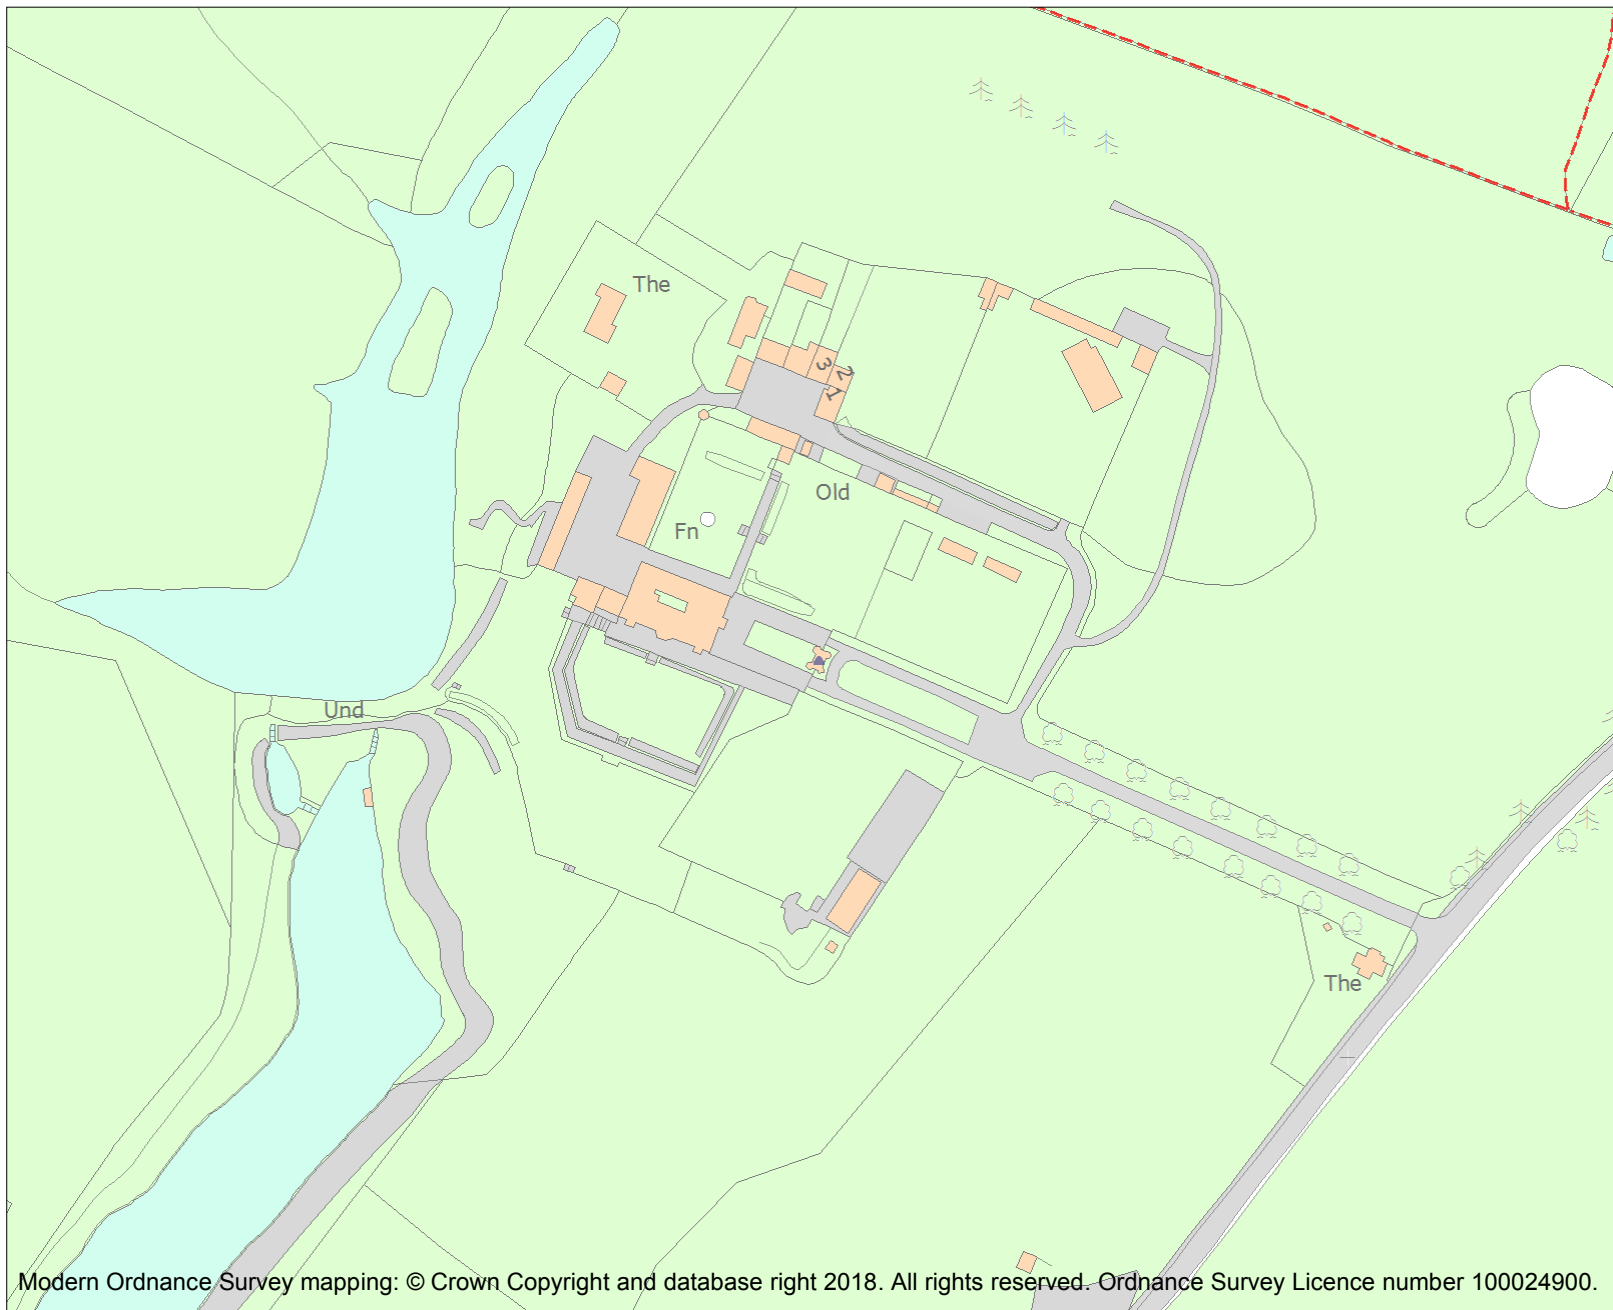 The
3
2
1
Old
Fn
Und
The
Modern Ordnance Survey mapping: © Crown Copyright and database right 2018. All rights reserved. Ordnance Survey Licence number 100024900.